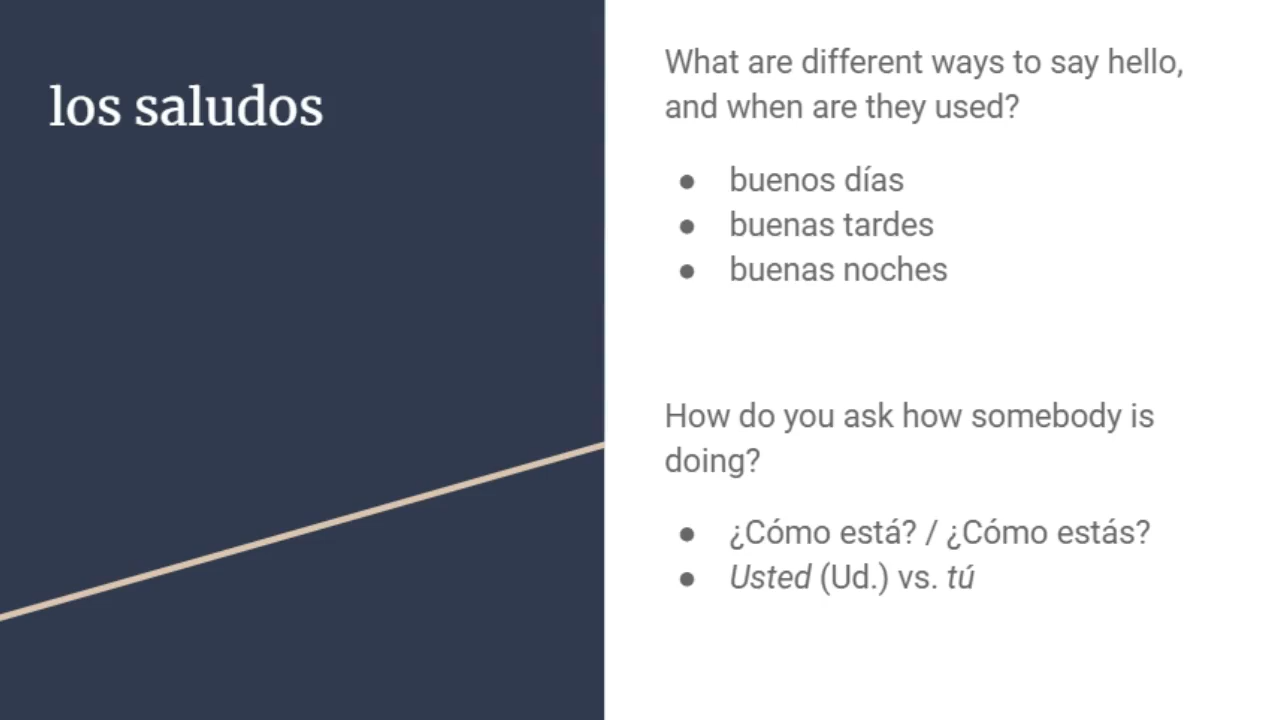 los saludos
What are different ways to say hello,
and when are they used?
● buenos días
● buenas tardes
● buenas noches
How do you ask how somebody is
doing?
● ¿Cómo está? / ¿Cómo estás?
● Usted (Ud.) vs. tú